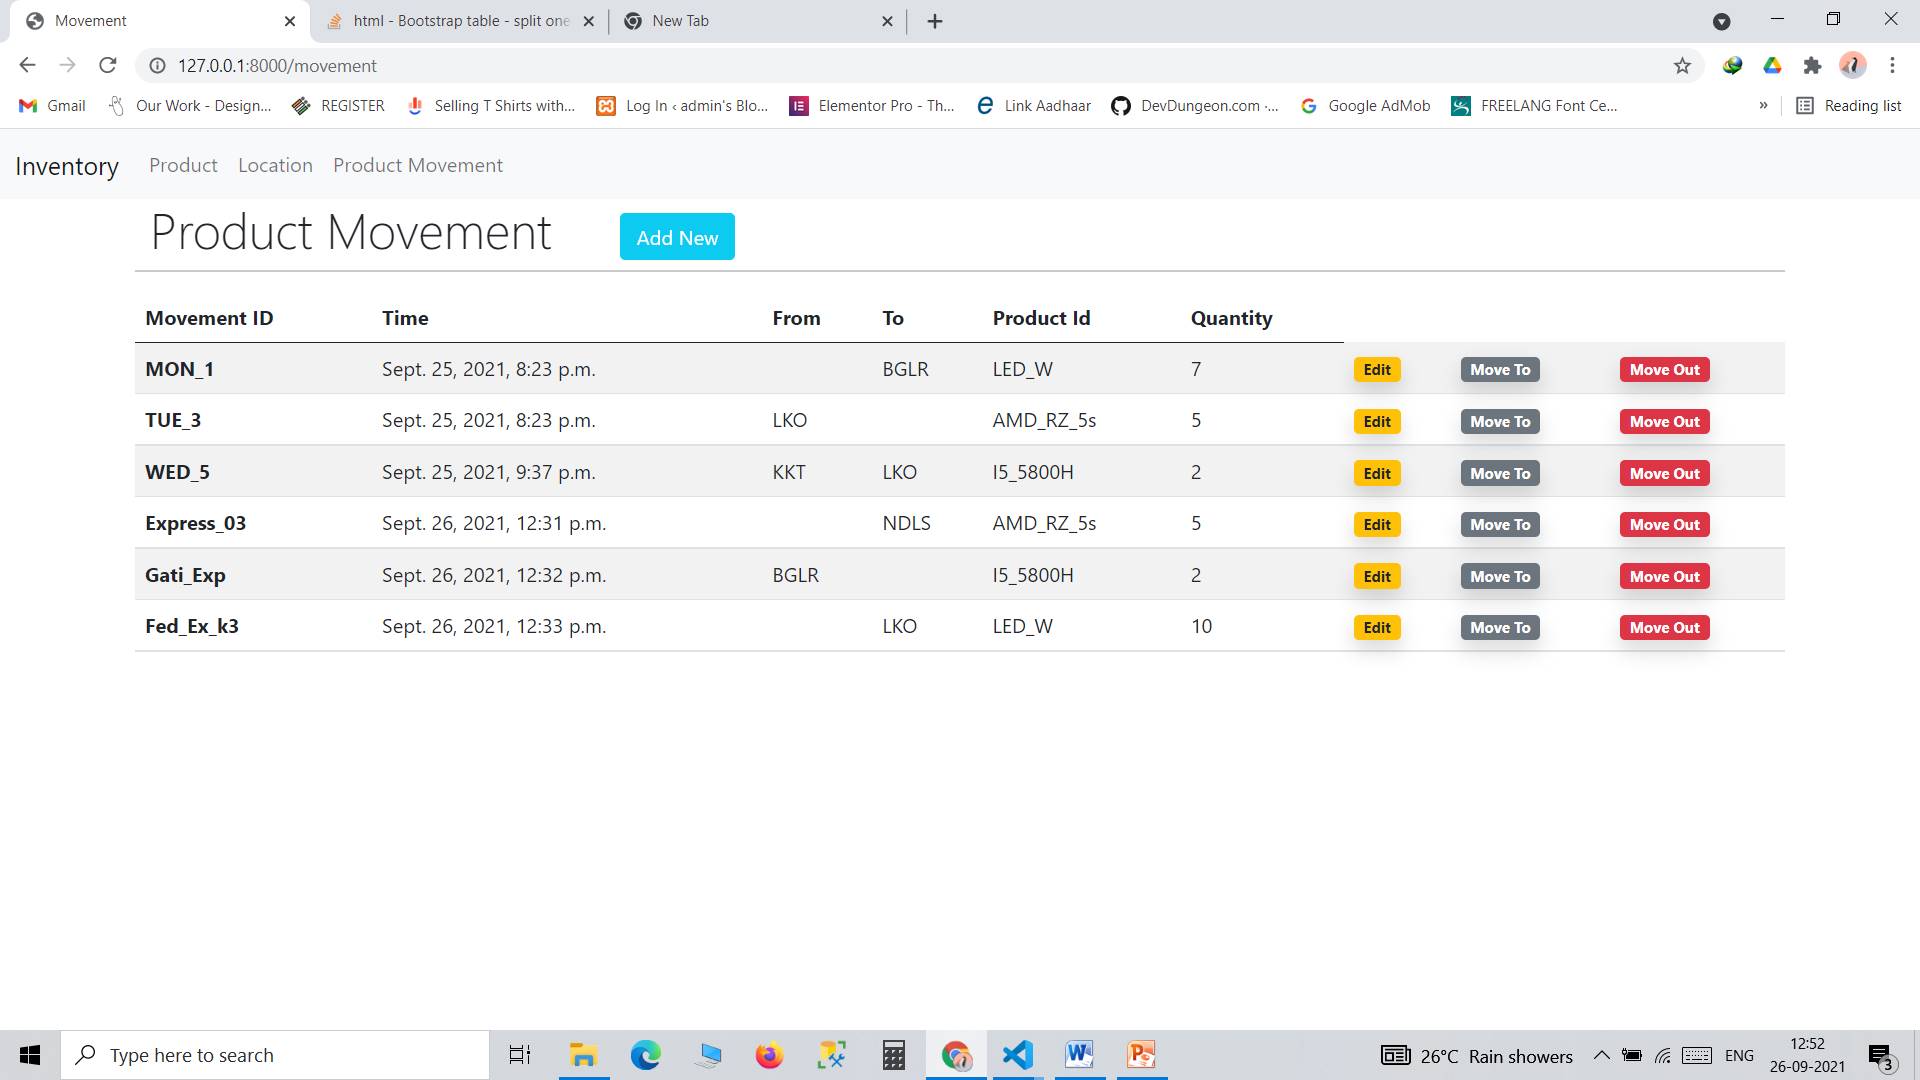 Movement
html - Bootstrap table - split one
New Tab
127.0.0.1:8000/movement
Gmail
Our Work - Design...
REGISTER
Selling T Shirts with...
Log In ‹ admin's Blo...
Elementor Pro - Th...
Link Aadhaar
DevDungeon.com -...
Google AdMob
FREELANG Font Ce...
»
Reading list
Inventory Product Location Product Movement
Product Movement Add New
Movement ID Time From To Product Id Quantity
MON_1 Sept. 25, 2021, 8:23 p.m. BGLR LED_W 7 Edit Move To Move Out
TUE_3 Sept. 25, 2021, 8:23 p.m. LKO AMD_RZ_5s 5 Edit Move To Move Out
WED_5 Sept. 25, 2021, 9:37 p.m. KKT LKO I5_5800H 2 Edit Move To Move Out
Express_03 Sept. 26, 2021, 12:31 p.m. NDLS AMD_RZ_5s 5 Edit Move To Move Out
Gati_Exp Sept. 26, 2021, 12:32 p.m. BGLR I5_5800H 2 Edit Move To Move Out
Fed_Ex_k3 Sept. 26, 2021, 12:33 p.m. LKO LED_W 10 Edit Move To Move Out
Type here to search
26°C Rain showers
ENG
12:52
26-09-2021
3